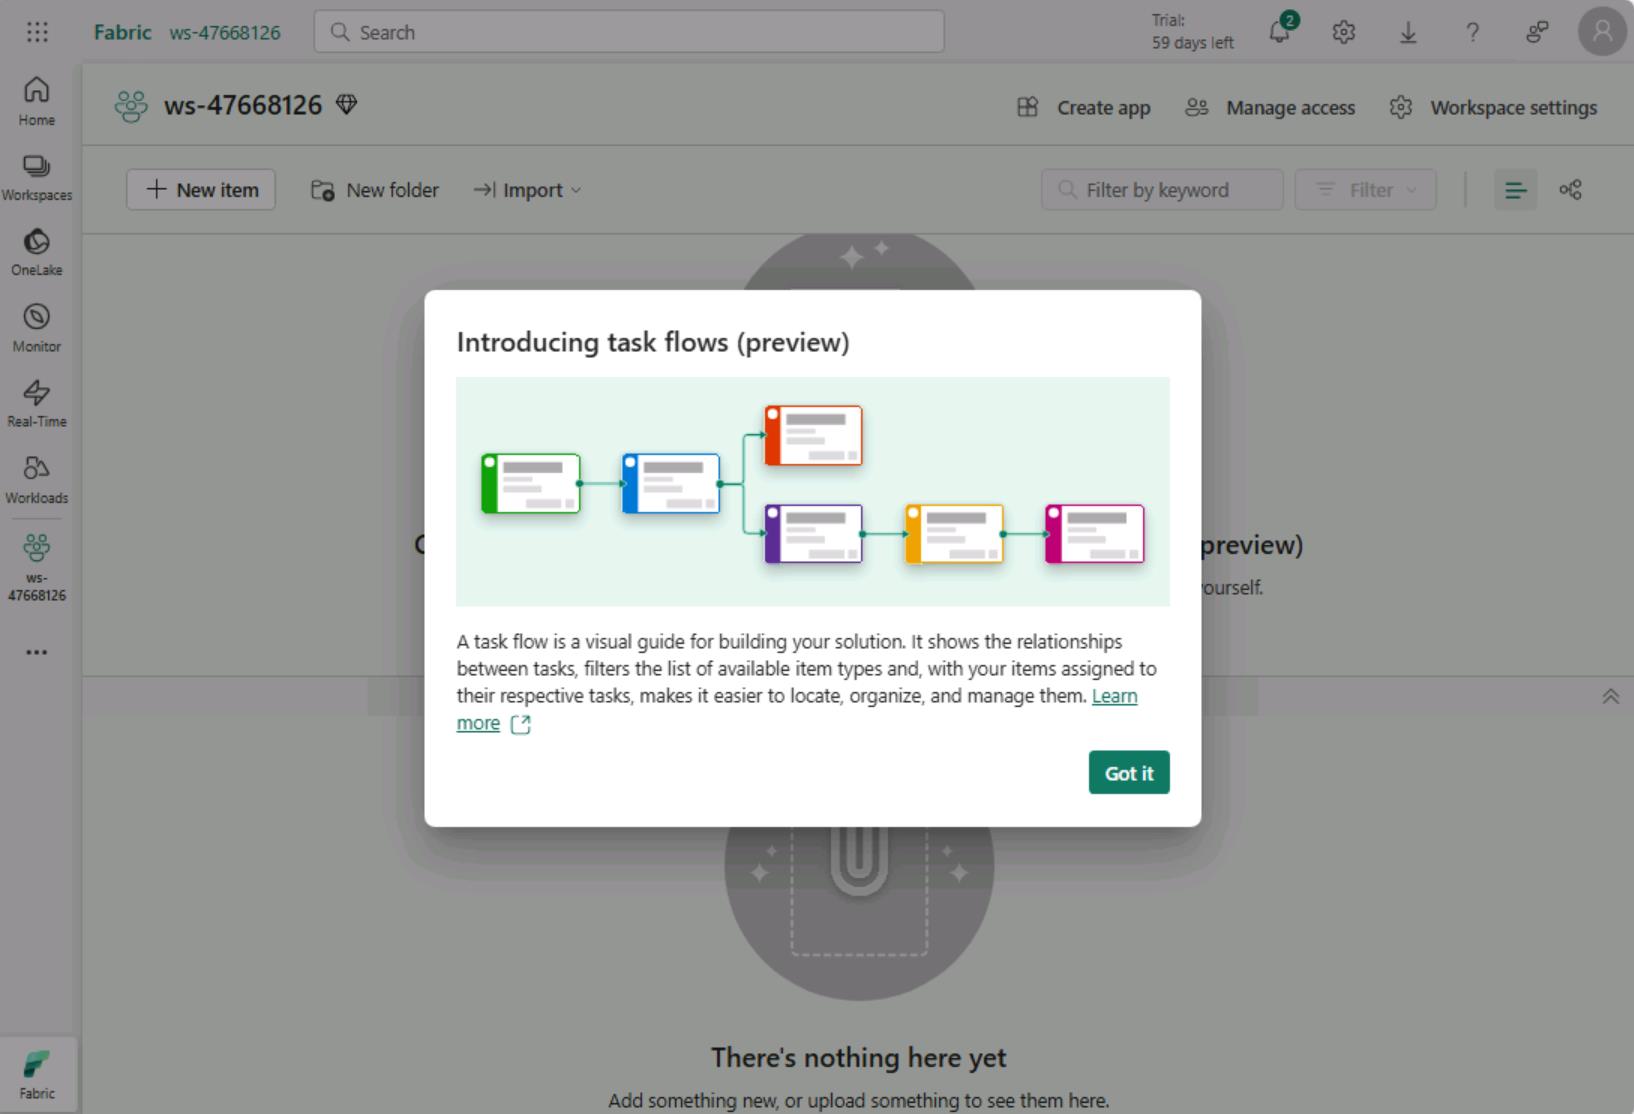 Fabric ws-47668126
Search
Trial:
59 days left
2
Home
Workspaces
OneLake
Monitor
Real-Time
Workloads
ws-
47668126
Fabric
ws-47668126
Create app
Manage access
Workspace settings
New item
New folder
Import
Filter by keyword
Filter
preview)
ourself.
Introducing task flows (preview)
A task flow is a visual guide for building your solution. It shows the relationships
between tasks, filters the list of available item types and, with your items assigned to
their respective tasks, makes it easier to locate, organize, and manage them. Learn
more
Got it
There's nothing here yet
Add something new, or upload something to see them here.